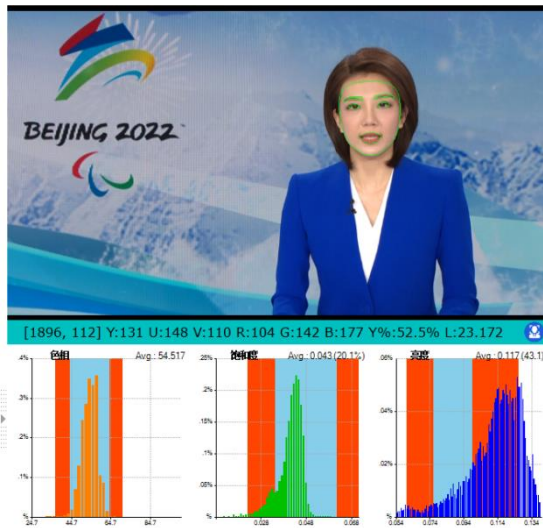 BEIJING 2022
[1896, 112] Y:131 U:148 V:110 R:104 G:142 B:177 Y%:52.5% L:23.172
色相 Avg.: 54.517
饱和度 Avg.: 0.043 (20.1%)
亮度 Avg.: 0.117 (43.1
.4%
.3%
.2%
.1%
%
24.7 44.7 64.7 84.7
.25%
.2%
.15%
.1%
.05%
%
0.028 0.048 0.068
.06%
.04%
.02%
%
0.054 0.074 0.094 0.114 0.134